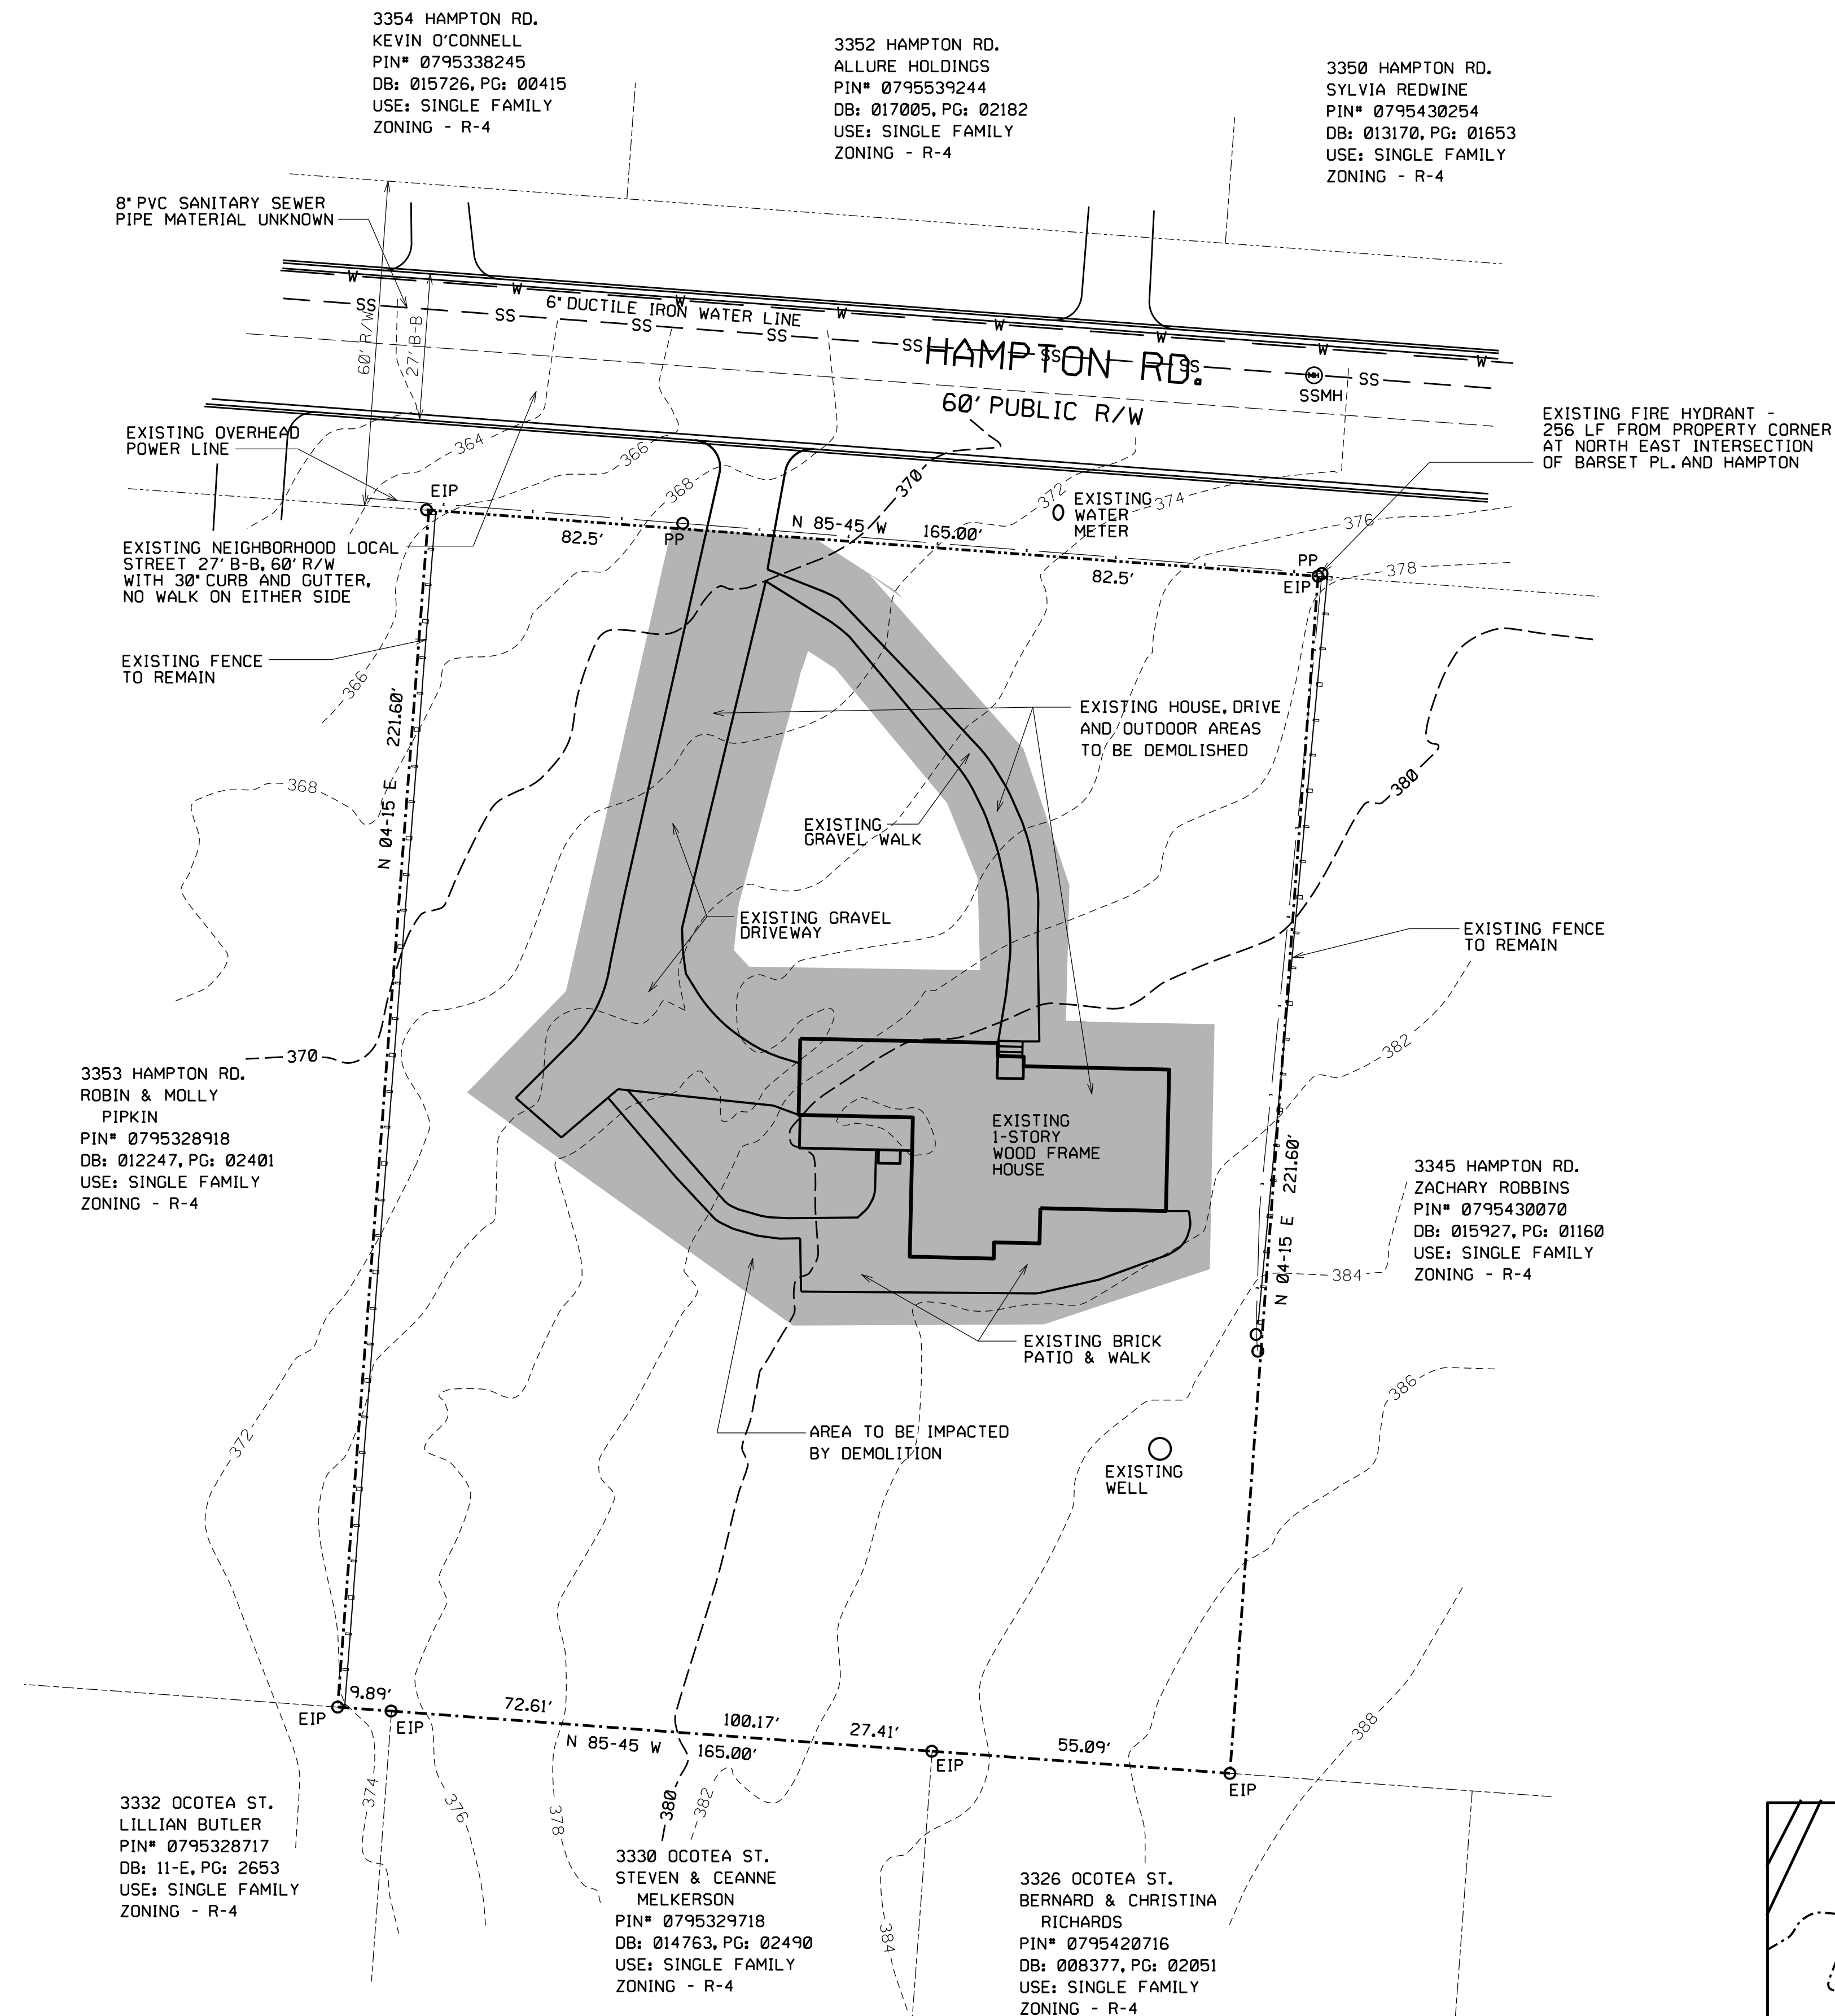 3354 HAMPTON RD.
KEVIN O'CONNELL
PIN# 0795338245
DB: 015726, PG: 00415
USE: SINGLE FAMILY
ZONING - R-4
3352 HAMPTON RD.
ALLURE HOLDINGS
PIN# 0795539244
DB: 017005, PG: 02182
USE: SINGLE FAMILY
ZONING - R-4
3350 HAMPTON RD.
SYLVIA REDWINE
PIN# 0795430254
DB: 013170, PG: 01653
USE: SINGLE FAMILY
ZONING - R-4
8" PVC SANITARY SEWER
PIPE MATERIAL UNKNOWN
W
W
W
W
W
W
W
W
6" DUCTILE IRON WATER LINE
SS
SS
SS
SS
SS
SS
SS
SS
60' R/W
27' B-B
HAMPTON RD.
60' PUBLIC R/W
MH
SSMH
EXISTING FIRE HYDRANT -
256 LF FROM PROPERTY CORNER
AT NORTH EAST INTERSECTION
OF BARSET PL. AND HAMPTON
EXISTING OVERHEAD
POWER LINE
364
366
368
370
372
374
376
378
EIP
82.5'
PP
N 85-45 W
165.00'
82.5'
PP
EIP
EXISTING
WATER
METER
EXISTING NEIGHBORHOOD LOCAL
STREET 27' B-B, 60' R/W
WITH 30" CURB AND GUTTER,
NO WALK ON EITHER SIDE
EXISTING FENCE
TO REMAIN
366
368
N 04-15 E 221.60'
EXISTING HOUSE, DRIVE
AND OUTDOOR AREAS
TO BE DEMOLISHED
380
EXISTING
GRAVEL WALK
EXISTING GRAVEL
DRIVEWAY
EXISTING FENCE
TO REMAIN
382
370
3353 HAMPTON RD.
ROBIN & MOLLY
PIPKIN
PIN# 0795328918
DB: 012247, PG: 02401
USE: SINGLE FAMILY
ZONING - R-4
EXISTING
1-STORY
WOOD FRAME
HOUSE
N 04-15 E 221.60'
3345 HAMPTON RD.
ZACHARY ROBBINS
PIN# 0795430070
DB: 015927, PG: 01160
USE: SINGLE FAMILY
ZONING - R-4
384
EXISTING BRICK
PATIO & WALK
386
AREA TO BE IMPACTED
BY DEMOLITION
372
EXISTING
WELL
9.89'
EIP
EIP
72.61'
N 85-45 W
100.17'
165.00'
27.41'
EIP
55.09'
EIP
388
374
376
378
380
382
384
3332 OCOTEA ST.
LILLIAN BUTLER
PIN# 0795328717
DB: 11-E, PG: 2653
USE: SINGLE FAMILY
ZONING - R-4
3330 OCOTEA ST.
STEVEN & CEANNE
MELKERSON
PIN# 0795329718
DB: 014763, PG: 02490
USE: SINGLE FAMILY
ZONING - R-4
3326 OCOTEA ST.
BERNARD & CHRISTINA
RICHARDS
PIN# 0795420716
DB: 008377, PG: 02051
USE: SINGLE FAMILY
ZONING - R-4